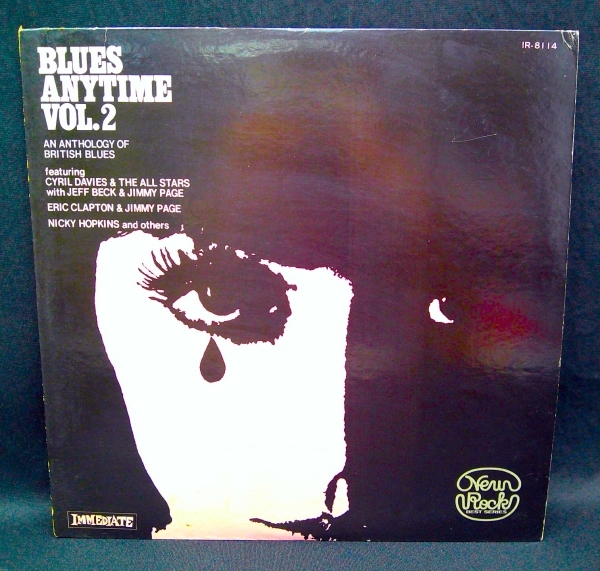 IR-8114
BLUES
ANYTIME
VOL.2
AN ANTHOLOGY OF
BRITISH BLUES
featuring
CYRIL DAVIES & THE ALL STARS
with JEFF BECK & JIMMY PAGE
ERIC CLAPTON & JIMMY PAGE
NICKY HOPKINS and others
New
Rock
BEST SERIES
IMMEDIATE